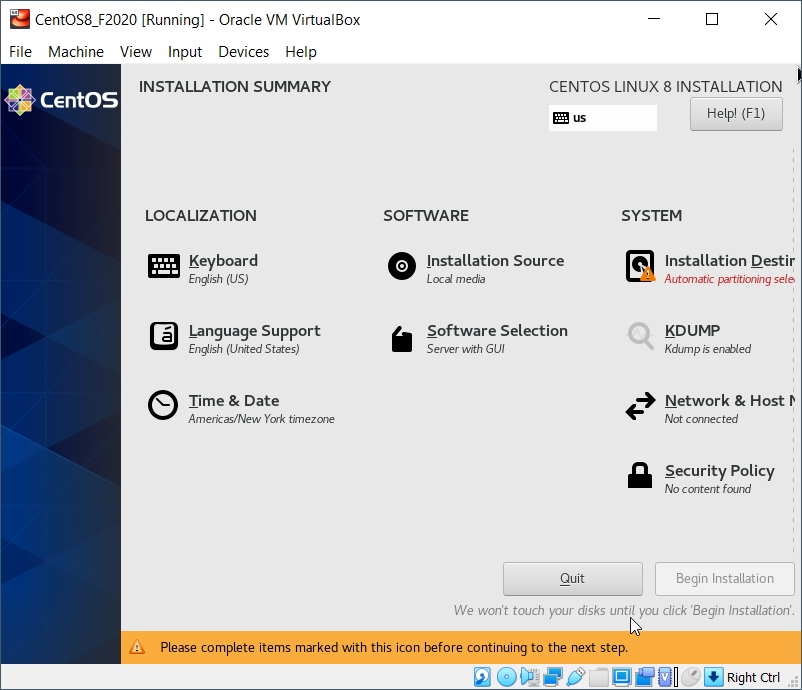 CentOS8_F2020 [Running] - Oracle VM VirtualBox
File Machine View Input Devices Help
CentOS
INSTALLATION SUMMARY
CENTOS LINUX 8 INSTALLATION
us
Help! (F1)
LOCALIZATION
Keyboard
English (US)
Language Support
English (United States)
Time & Date
Americas/New York timezone
SOFTWARE
Installation Source
Local media
Software Selection
Server with GUI
SYSTEM
Installation Destin
Automatic partitioning sele
KDUMP
Kdump is enabled
Network & Host N
Not connected
Security Policy
No content found
Quit
Begin Installation
We won't touch your disks until you click 'Begin Installation'.
Please complete items marked with this icon before continuing to the next step.
Right Ctrl